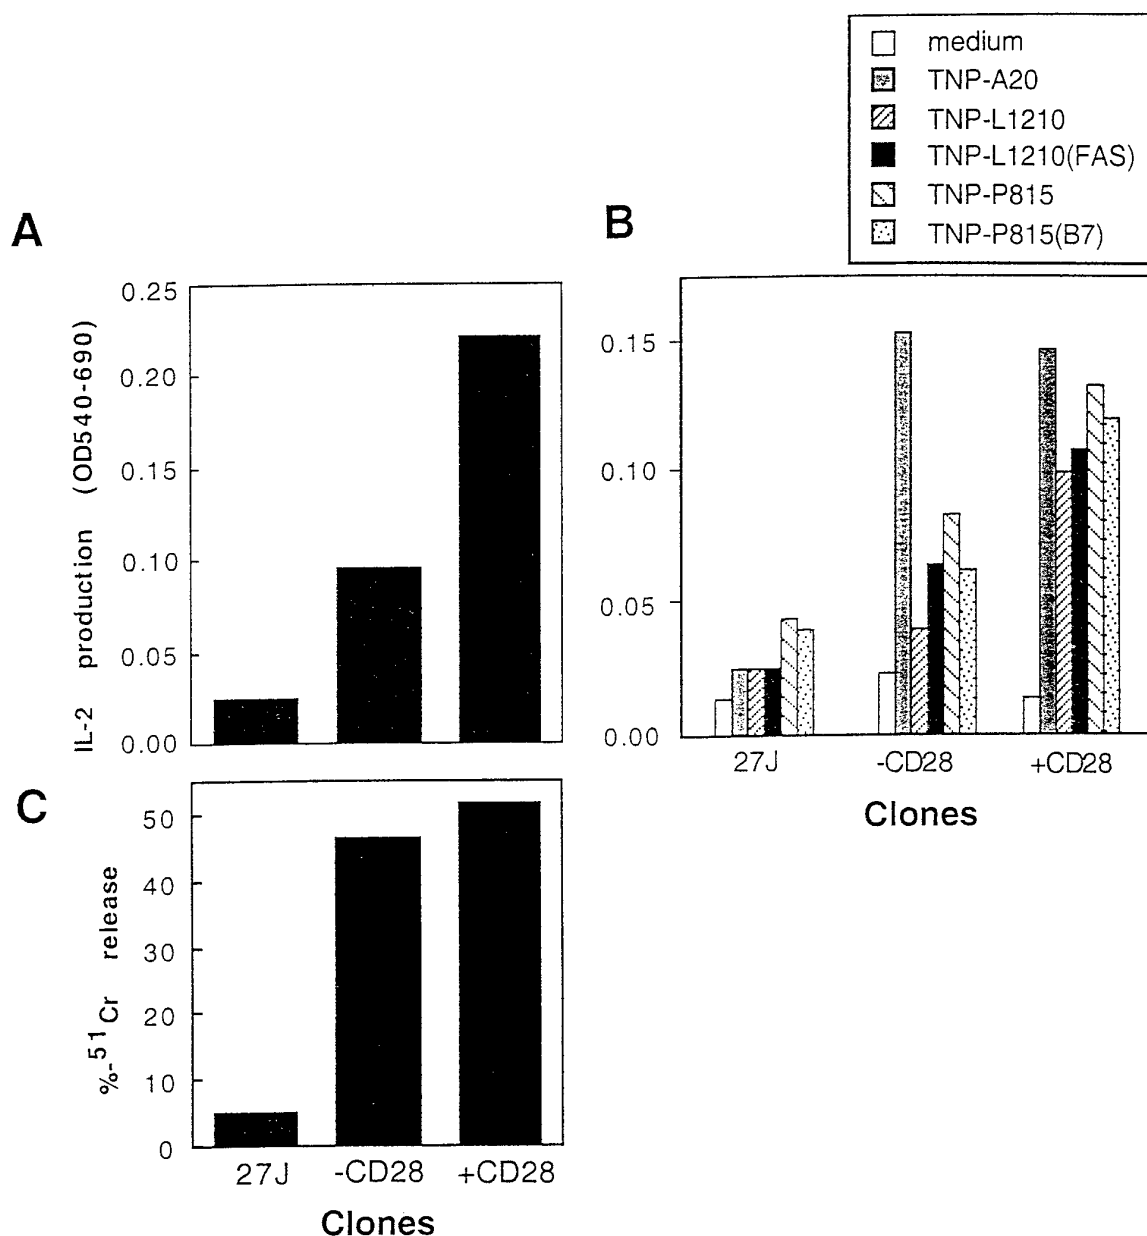 medium
TNP-A20
TNP-L1210
TNP-L1210(FAS)
TNP-P815
TNP-P815(B7)
A
IL-2 production (OD540-690)
0.25
0.20
0.15
0.10
0.05
0.00
B
0.15
0.10
0.05
0.00
27J -CD28 +CD28
Clones
C
%-51Cr release
50
40
30
20
10
0
27J -CD28 +CD28
Clones